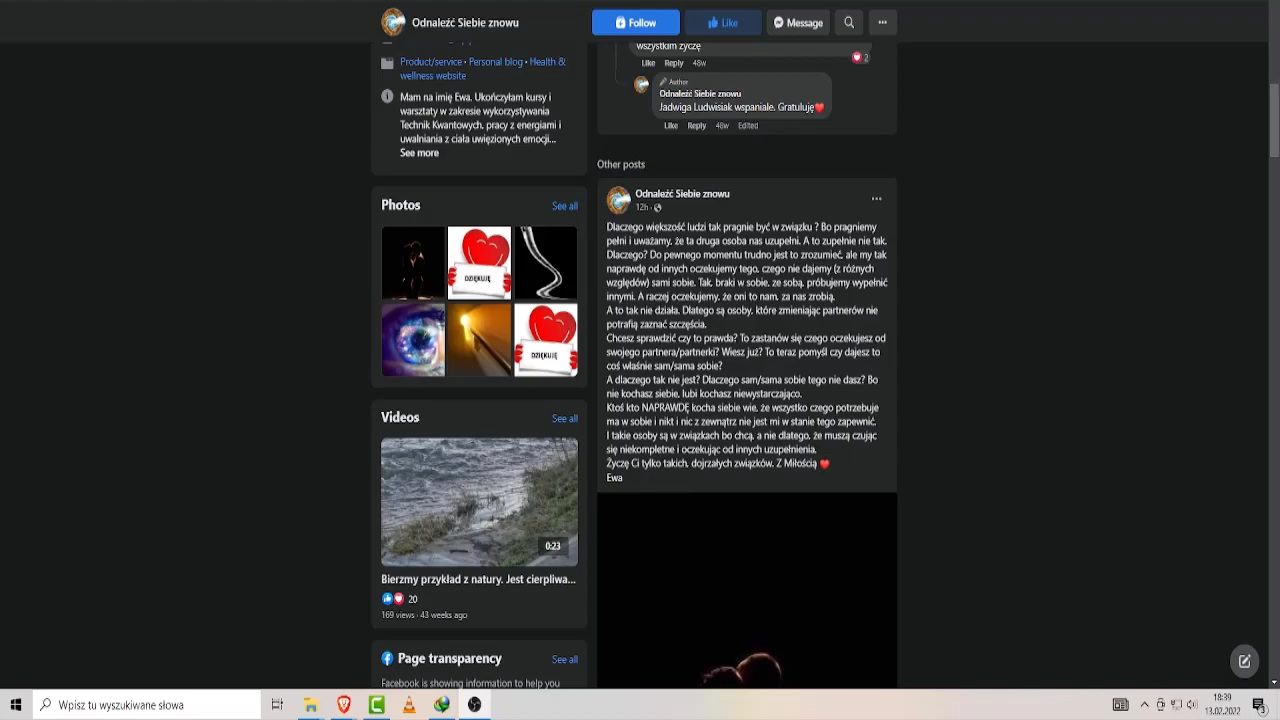 Odnaleźć Siebie znowu
Follow
Like
Message
Product/service · Personal blog · Health &
wellness website
Mam na imię Ewa. Ukończyłam kursy i
warsztaty w zakresie wykorzystywania
Technik Kwantowych, pracy z energiami i
uwalniania z ciała uwięzionych emocji...
See more
Photos
See all
DZIĘKUJĘ
DZIĘKUJĘ
Videos
See all
0:23
Bierzmy przykład z natury. Jest cierpliwa...
20
169 views · 43 weeks ago
Page transparency
See all
Facebook is showing information to help you
wszystkim życzę
2
Like Reply 48w
Author
Odnaleźć Siebie znowu
Jadwiga Ludwisiak wspaniale. Gratuluję❤️
Like Reply 48w Edited
Other posts
Odnaleźć Siebie znowu
12h ·
Dlaczego większość ludzi tak pragnie być w związku ? Bo pragniemy
pełni i uważamy, że ta druga osoba nas uzupełni. A to zupełnie nie tak.
Dlaczego? Do pewnego momentu trudno jest to zrozumieć, ale my tak
naprawdę od innych oczekujemy tego, czego nie dajemy (z różnych
względów) sami sobie. Tak, braki w sobie, ze sobą, próbujemy wypełnić
innymi. A raczej oczekujemy, że oni to nam, za nas zrobią.
A to tak nie działa. Dlatego są osoby, które zmieniając partnerów nie
potrafią zaznać szczęścia.
Chcesz sprawdzić czy to prawda? To zastanów się czego oczekujesz od
swojego partnera/partnerki? Wiesz już? To teraz pomyśl czy dajesz to
coś właśnie sam/sama sobie?
A dlaczego tak nie jest? Dlaczego sam/sama sobie tego nie dasz? Bo
nie kochasz siebie, lubi kochasz niewystarczająco.
Ktoś kto NAPRAWDĘ kocha siebie wie, że wszystko czego potrzebuje
ma w sobie i nikt i nic z zewnątrz nie jest mi w stanie tego zapewnić.
I takie osoby są w związkach bo chcą, a nie dlatego, że muszą czując
się niekompletne i oczekując od innych uzupełnienia.
Życzę Ci tylko takich, dojrzałych związków. Z Miłością ❤️
Ewa
Wpisz tu wyszukiwane słowa
18:39
13.02.2022